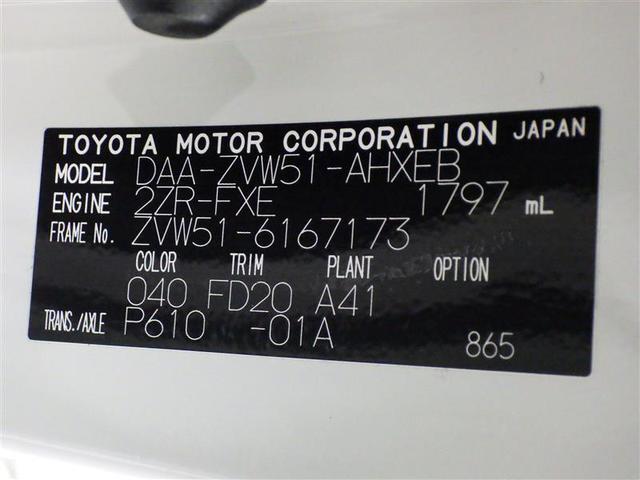 TOYOTA MOTOR CORPORATION JAPAN
MODEL DAA-ZVW51-AHXEB
ENGINE 2ZR-FXE 1797 mL
FRAME No. ZVW51-6167173
COLOR TRIM PLANT OPTION
040 FD20 A41
TRANS./AXLE P610 -01A 865